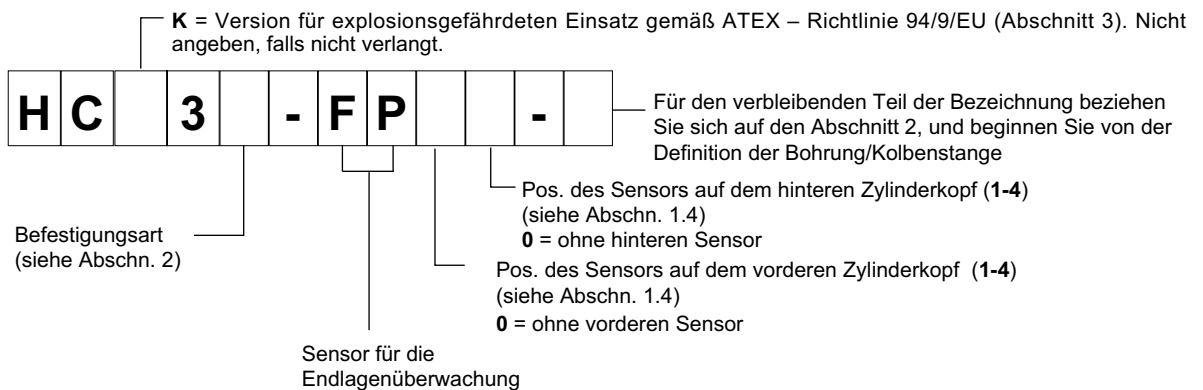 K = Version für explosionsgefährdeten Einsatz gemäß ATEX – Richtlinie 94/9/EU (Abschnitt 3). Nicht
angeben, falls nicht verlangt.
H C 3 - F P -
Für den verbleibenden Teil der Bezeichnung beziehen
Sie sich auf den Abschnitt 2, und beginnen Sie von der
Definition der Bohrung/Kolbenstange
Pos. des Sensors auf dem hinteren Zylinderkopf (1-4)
(siehe Abschn. 1.4)
0 = ohne hinteren Sensor
Befestigungsart
(siehe Abschn. 2)
Pos. des Sensors auf dem vorderen Zylinderkopf (1-4)
(siehe Abschn. 1.4)
0 = ohne vorderen Sensor
Sensor für die
Endlagenüberwachung